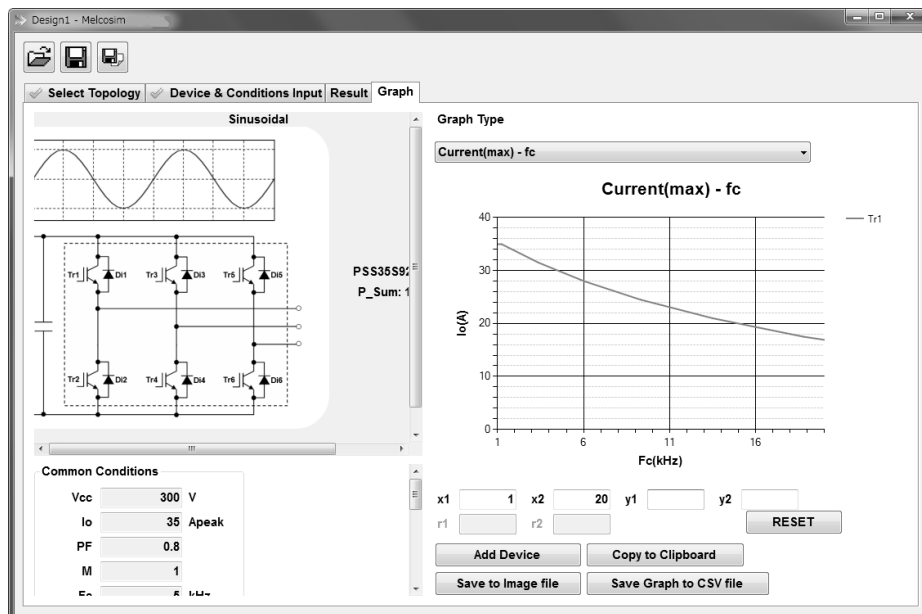 Design1 - Melcosim
Select Topology
Device & Conditions Input
Result
Graph
Sinusoidal
Tr1
Di1
Tr3
Di3
Tr5
Di5
Tr2
Di2
Tr4
Di4
Tr6
Di6
PSS35S92
P_Sum: 1
Common Conditions
Vcc 300 V
Io 35 Apeak
PF 0.8
M 1
Fc 5 kHz
Graph Type
Current(max) - fc
Current(max) - fc
Tr1
40
30
20
10
0
Io(A)
1 6 11 16
Fc(kHz)
x1 1 x2 20 y1 y2
r1 r2
RESET
Add Device
Copy to Clipboard
Save to Image file
Save Graph to CSV file